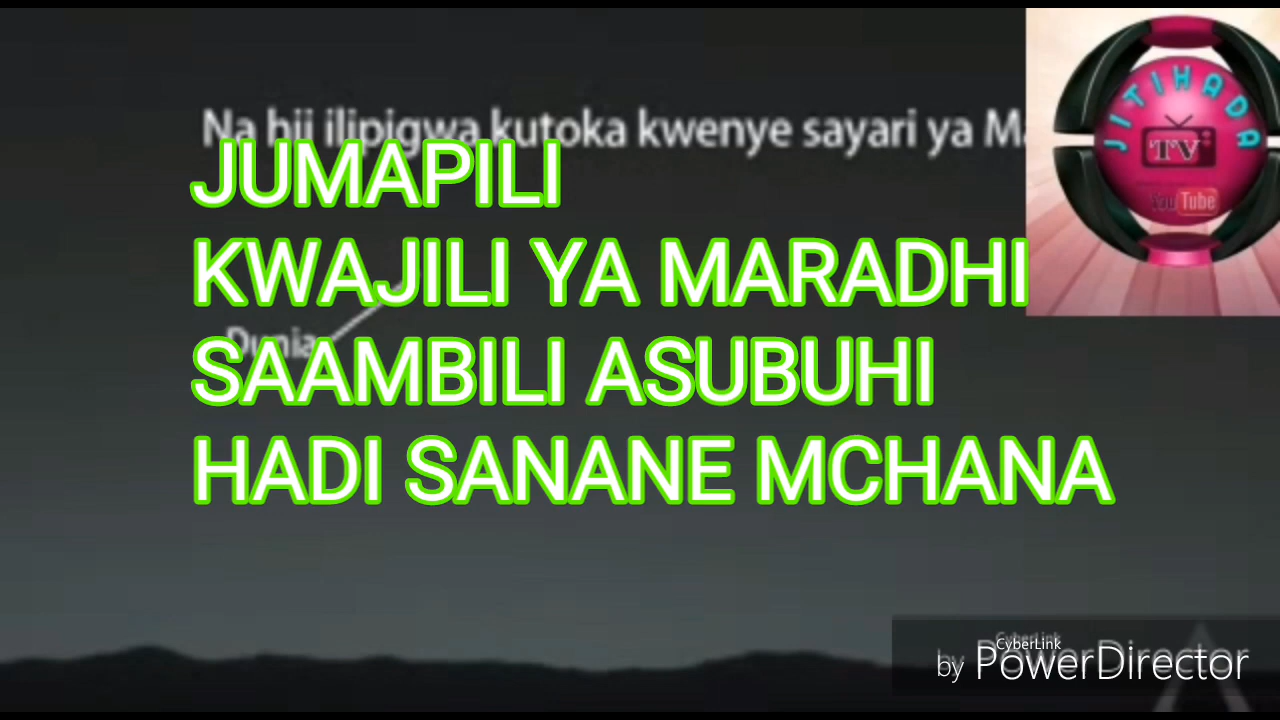 Na hii ilipigwa kutoka kwenye sayari ya
JITIHADA
TV
YouTube
JUMAPILI
KWAJILI YA MARADHI
Dunia
SAAMBILI ASUBUHI
HADI SANANE MCHANA
CyberLink
by PowerDirector